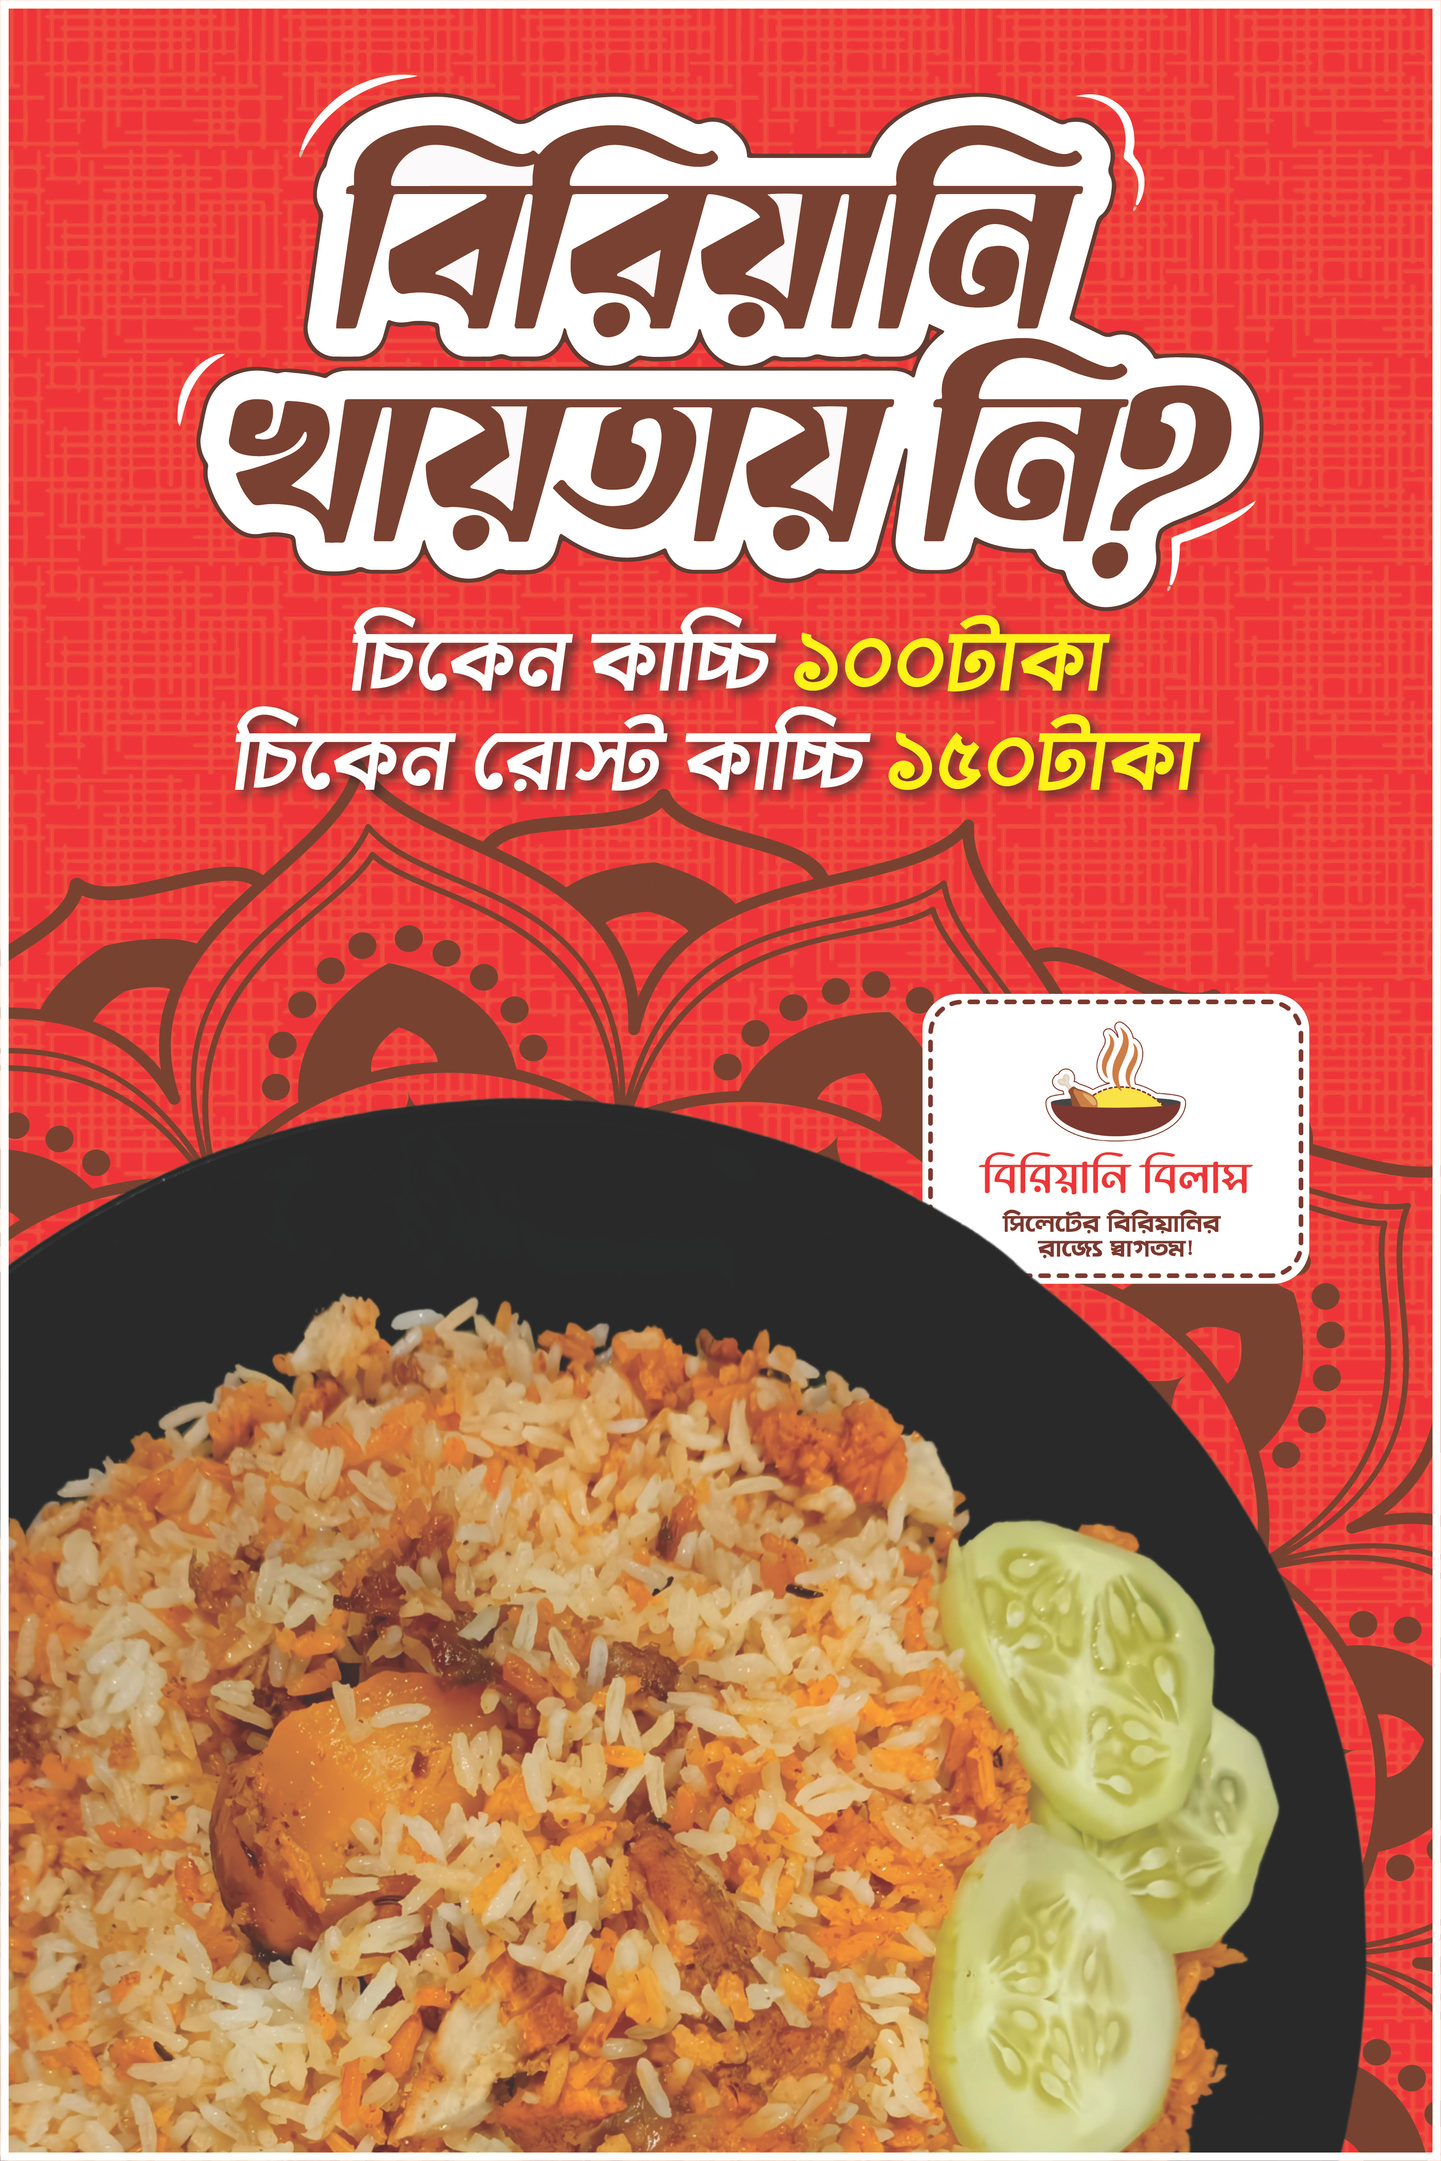 বিরিয়ানি
খায়তায় নি?
চিকেন কাচ্চি ১০০টাকা
চিকেন রোস্ট কাচ্চি ১৫০টাকা
বিরিয়ানি বিলাস
সিলেটের বিরিয়ানির
রাজ্যে স্বাগতম!